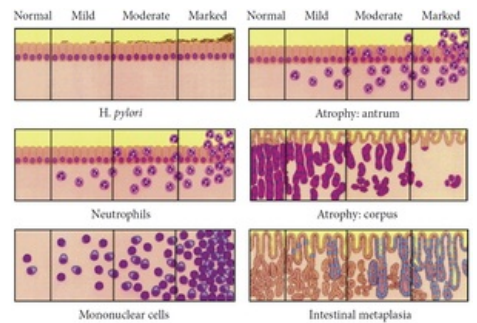 Normal Mild Moderate Marked
Normal Mild Moderate Marked
H. pylori
Atrophy: antrum
Neutrophils
Atrophy: corpus
Mononuclear cells
Intestinal metaplasia